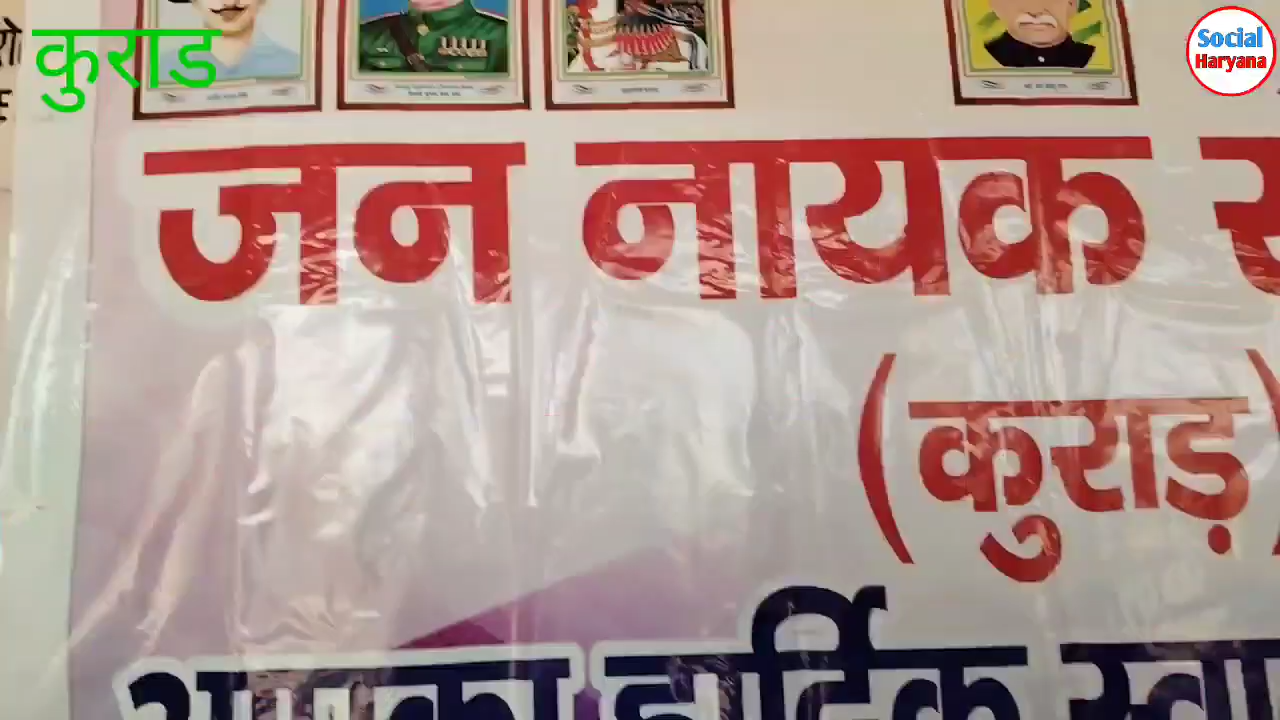 कुराड
Social
Haryana
जन नायक
(कुराड़)
आपका हार्दिक